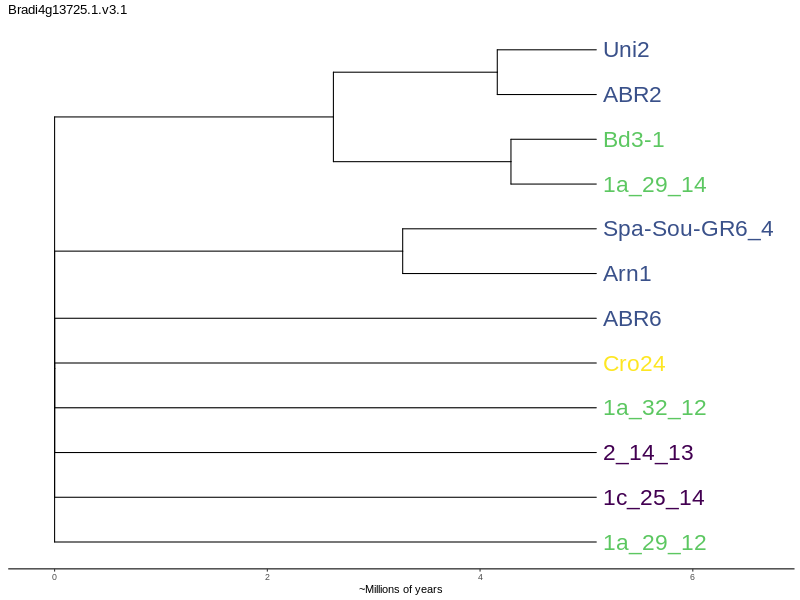 Bradi4g13725.1.v3.1
Uni2
ABR2
Bd3-1
1a_29_14
Spa-Sou-GR6_4
Arn1
ABR6
Cro24
1a_32_12
2_14_13
1c_25_14
1a_29_12
0 2 4 6
~Millions of years